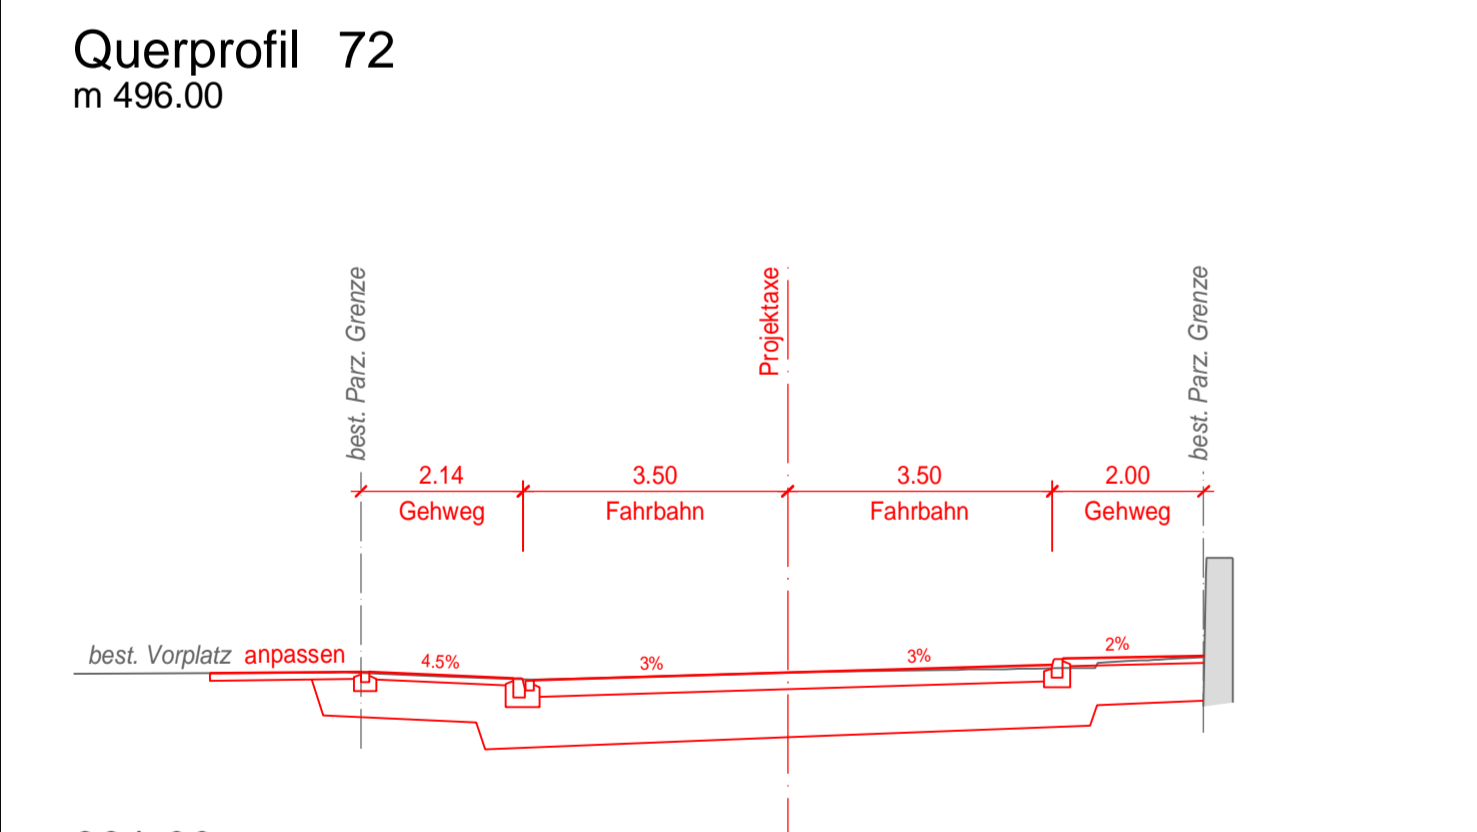 Querprofil 72
m 496.00
best. Parz. Grenze
Projektaxe
best. Parz. Grenze
2.14 3.50 3.50 2.00
Gehweg Fahrbahn Fahrbahn Gehweg
best. Vorplatz anpassen 4.5% 3% 3% 2%